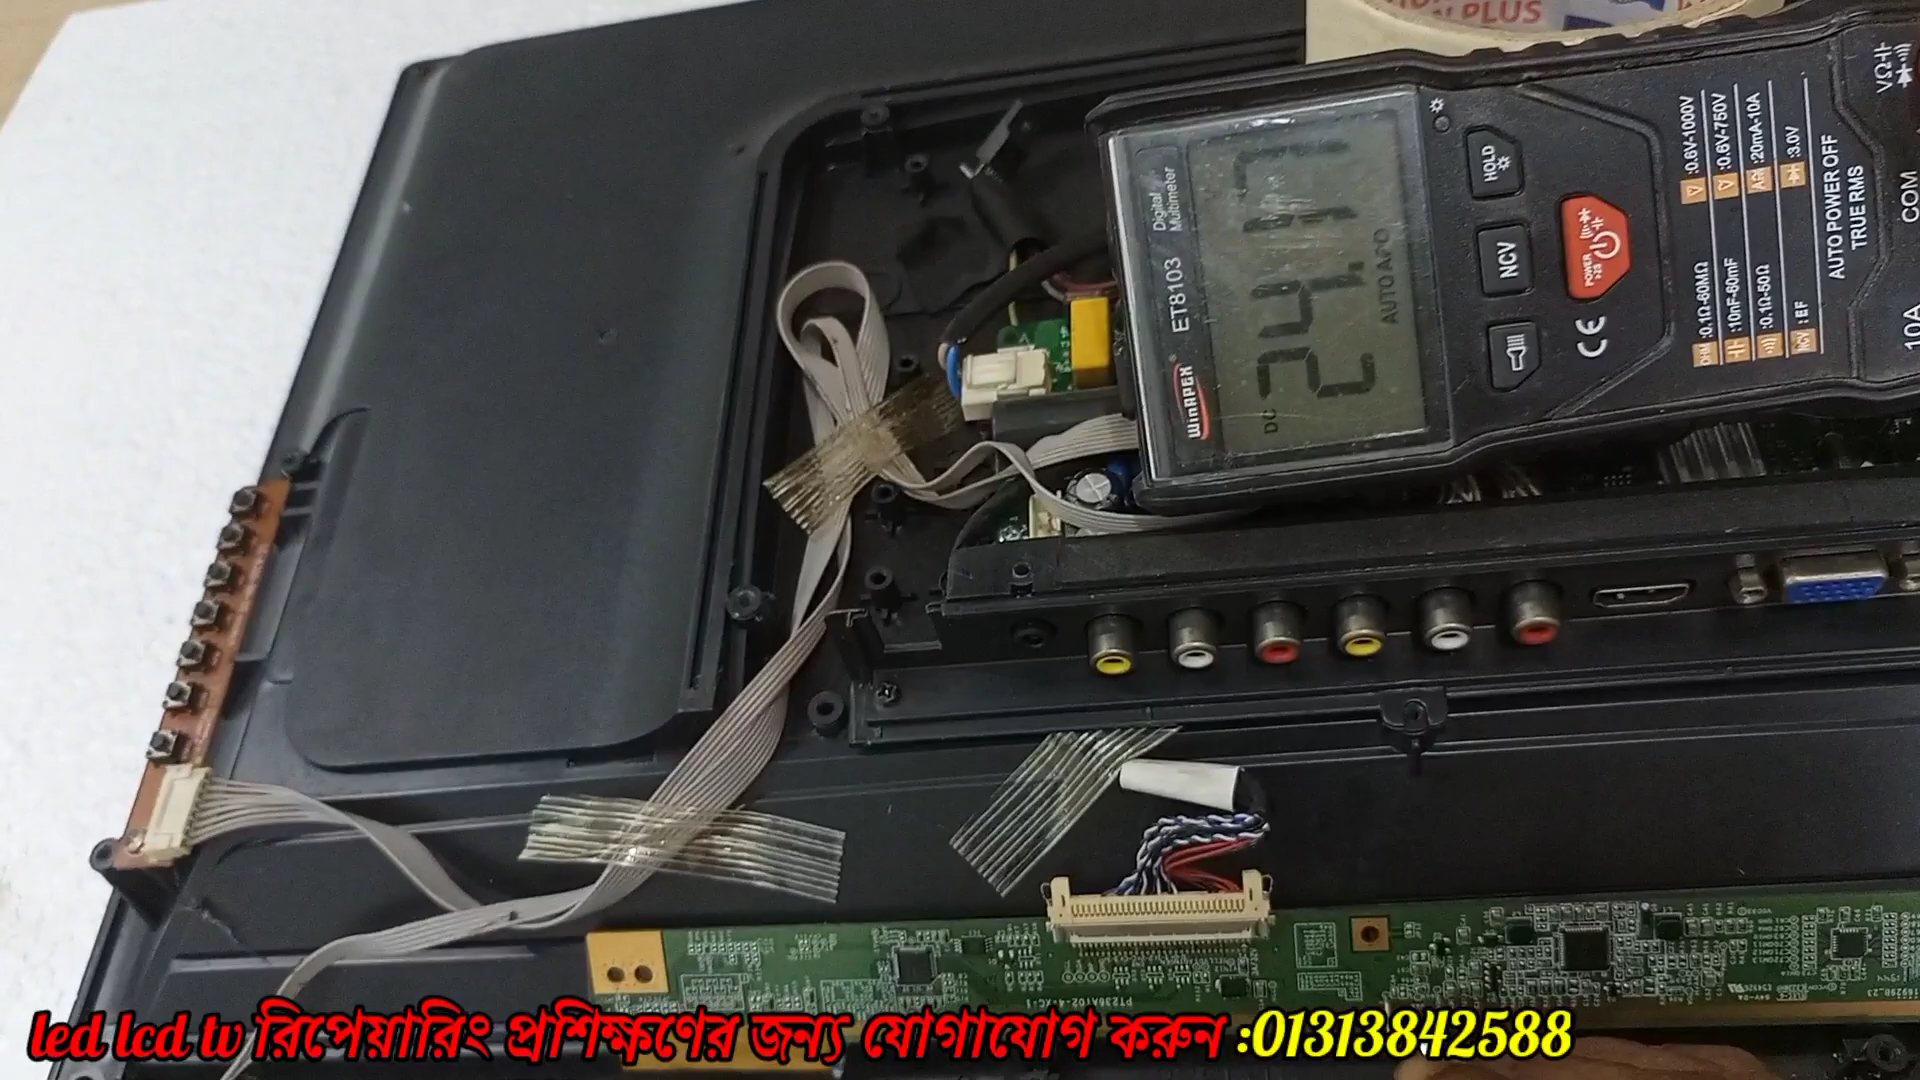 N PLUS
WINAPEX
ET8103
Digital
Multimeter
DC
24.47
AUTO APO
HOLD
NCV
POWER
CE
:0.6V-1000V
:0.6V-750V
:20mA-10A
:3.0V
:0.1Ω-60MΩ
:10nF-60mF
:0.1Ω-50Ω
NCV :EF
AUTO POWER OFF
TRUE RMS
COM
10A
led lcd tv রিপেয়ারিং প্রশিক্ষণের জন্য যোগাযোগ করুন :01313842588